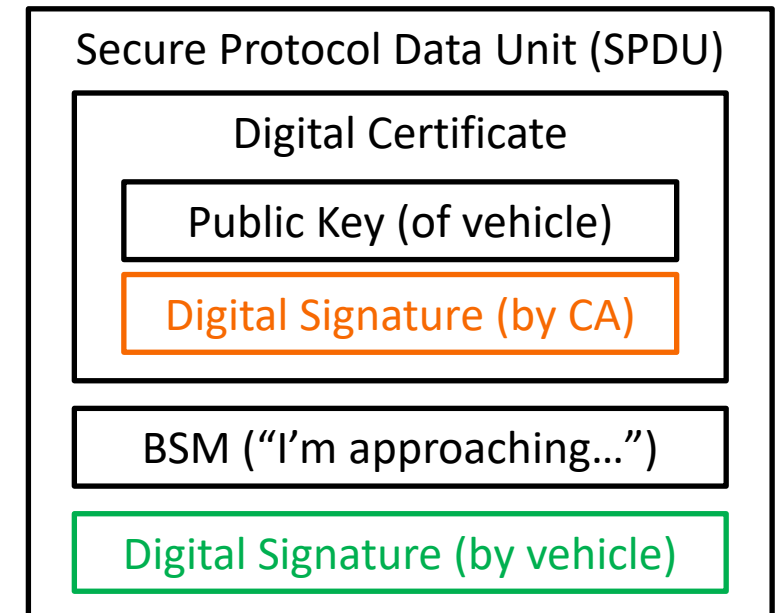 Secure Protocol Data Unit (SPDU)
Digital Certificate
Public Key (of vehicle)
Digital Signature (by CA)
BSM (“I’m approaching…”)
Digital Signature (by vehicle)